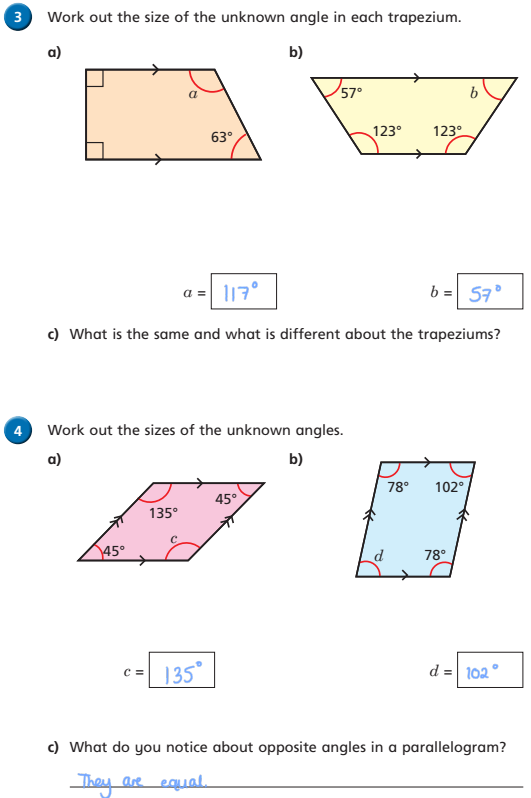 3 Work out the size of the unknown angle in each trapezium.
a) b)
a 57° b
63° 123° 123°
a = 117° b = 57°
c) What is the same and what is different about the trapeziums?
4 Work out the sizes of the unknown angles.
a) b)
135° 45° 78° 102°
45° c d 78°
c = 135° d = 102°
c) What do you notice about opposite angles in a parallelogram?
They are equal.